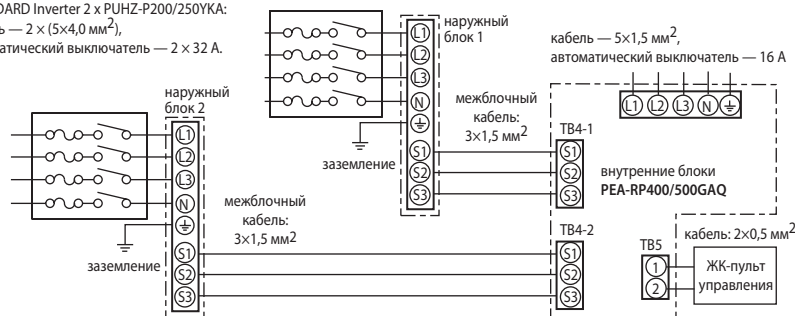 DARD Inverter 2 x PUHZ-P200/250YKA:
ь — 2 × (5×4,0 мм2),
матический выключатель — 2 × 32 А.
наружный
блок 1
L1
L2
L3
N
S1
S2
S3
заземление
межблочный
кабель:
3×1,5 мм2
кабель — 5×1,5 мм2,
автоматический выключатель — 16 А
L1 L2 L3 N
TB4-1
S1
S2
S3
внутренние блоки
PEA-RP400/500GAQ
наружный
блок 2
L1
L2
L3
N
S1
S2
S3
заземление
межблочный
кабель:
3×1,5 мм2
TB4-2
S1
S2
S3
TB5
1
2
кабель: 2×0,5 мм2
ЖК-пульт
управления